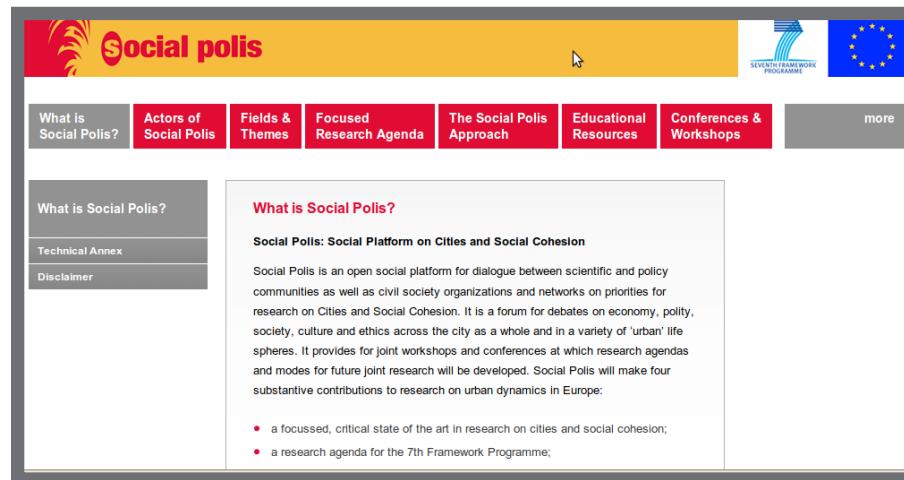 Social polis
SEVENTH FRAMEWORK
PROGRAMME
What is
Social Polis?
Actors of
Social Polis
Fields &
Themes
Focused
Research Agenda
The Social Polis
Approach
Educational
Resources
Conferences &
Workshops
more
What is Social Polis?
Technical Annex
Disclaimer
What is Social Polis?
Social Polis: Social Platform on Cities and Social Cohesion
Social Polis is an open social platform for dialogue between scientific and policy
communities as well as civil society organizations and networks on priorities for
research on Cities and Social Cohesion. It is a forum for debates on economy, polity,
society, culture and ethics across the city as a whole and in a variety of 'urban' life
spheres. It provides for joint workshops and conferences at which research agendas
and modes for future joint research will be developed. Social Polis will make four
substantive contributions to research on urban dynamics in Europe:
a focussed, critical state of the art in research on cities and social cohesion;
a research agenda for the 7th Framework Programme;